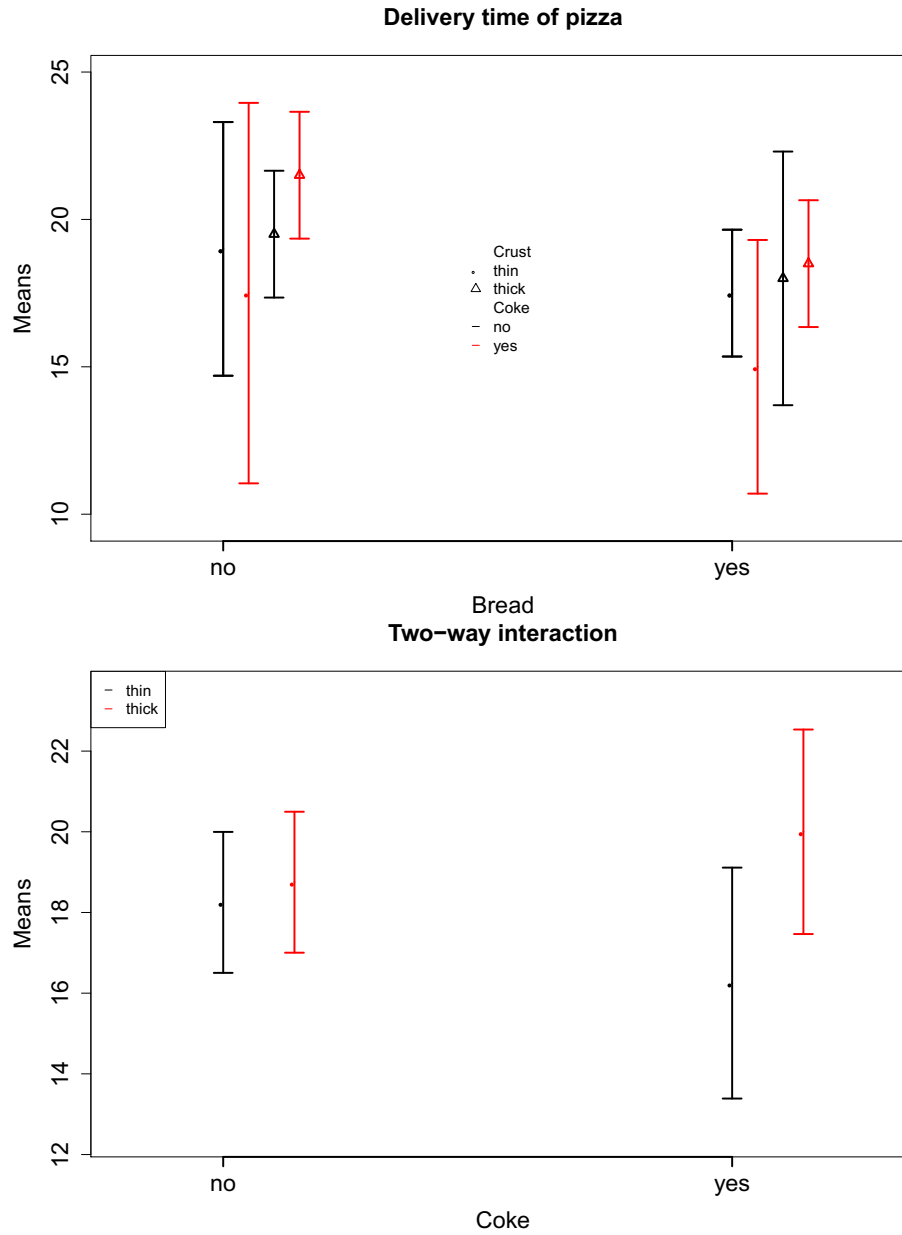 Delivery time of pizza
25
20
15
10
Means
Crust
thin
thick
Coke
no
yes
no
yes
Bread
Two−way interaction
thin
thick
22
20
18
16
14
12
Means
no
yes
Coke